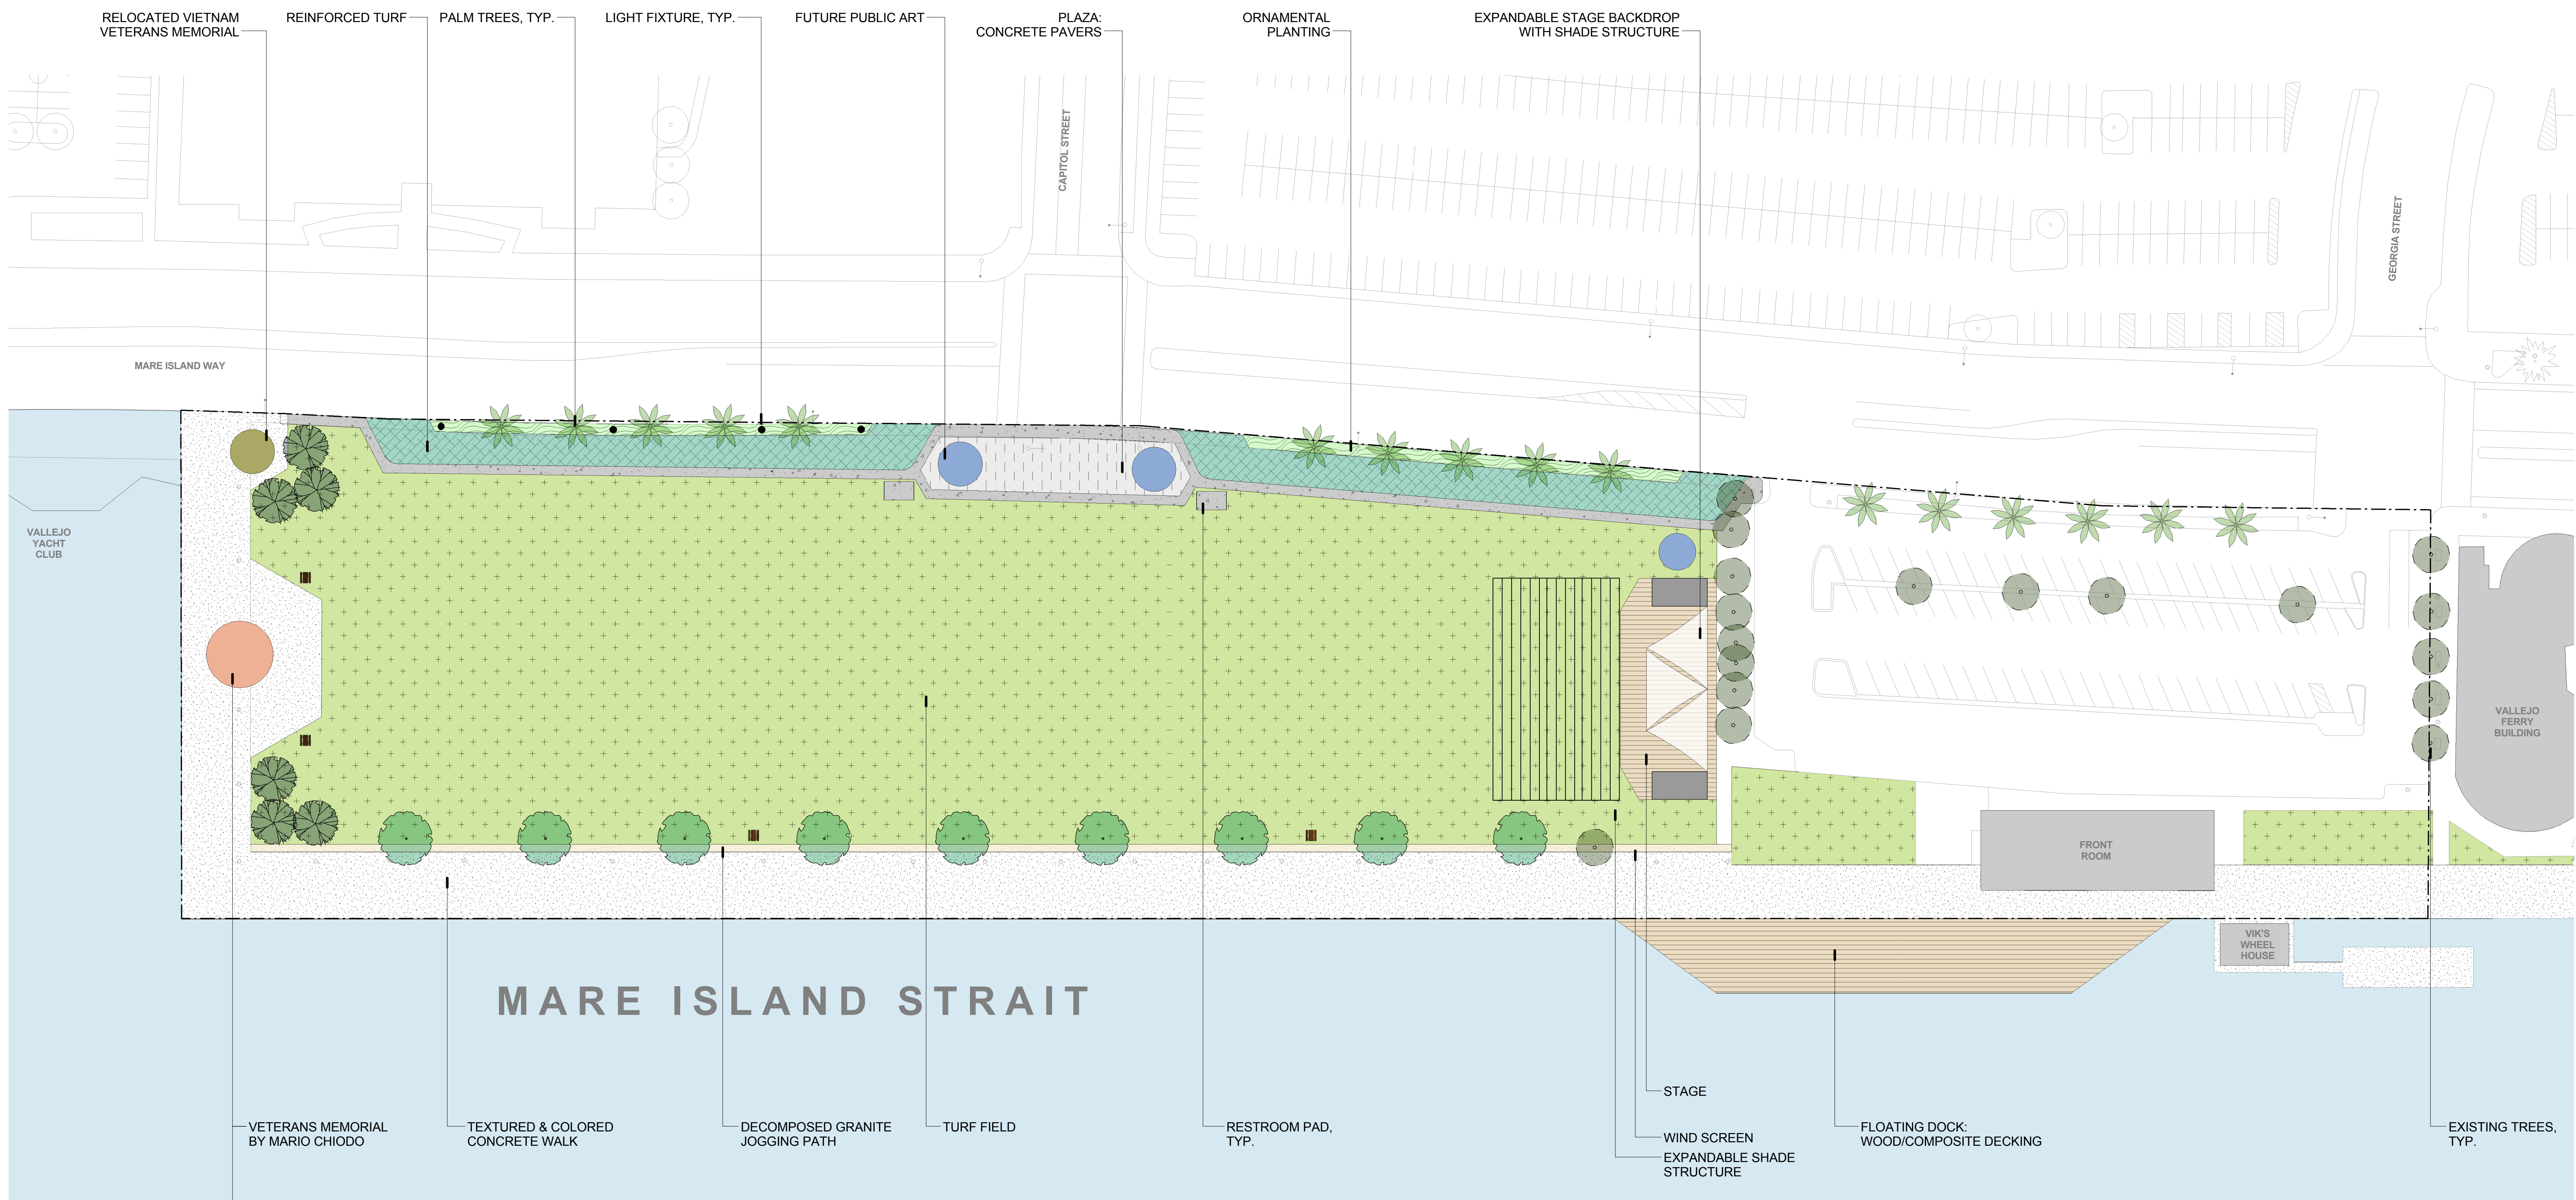 RELOCATED VIETNAM
VETERANS MEMORIAL
REINFORCED TURF
PALM TREES, TYP.
LIGHT FIXTURE, TYP.
FUTURE PUBLIC ART
PLAZA:
CONCRETE PAVERS
ORNAMENTAL
PLANTING
EXPANDABLE STAGE BACKDROP
WITH SHADE STRUCTURE
CAPITOL STREET
GEORGIA STREET
MARE ISLAND WAY
VALLEJO
YACHT
CLUB
VALLEJO
FERRY
BUILDING
FRONT
ROOM
VIK'S
WHEEL
HOUSE
MARE ISLAND STRAIT
STAGE
VETERANS MEMORIAL
BY MARIO CHIODO
TEXTURED & COLORED
CONCRETE WALK
DECOMPOSED GRANITE
JOGGING PATH
TURF FIELD
RESTROOM PAD,
TYP.
WIND SCREEN
EXPANDABLE SHADE
STRUCTURE
FLOATING DOCK:
WOOD/COMPOSITE DECKING
EXISTING TREES,
TYP.